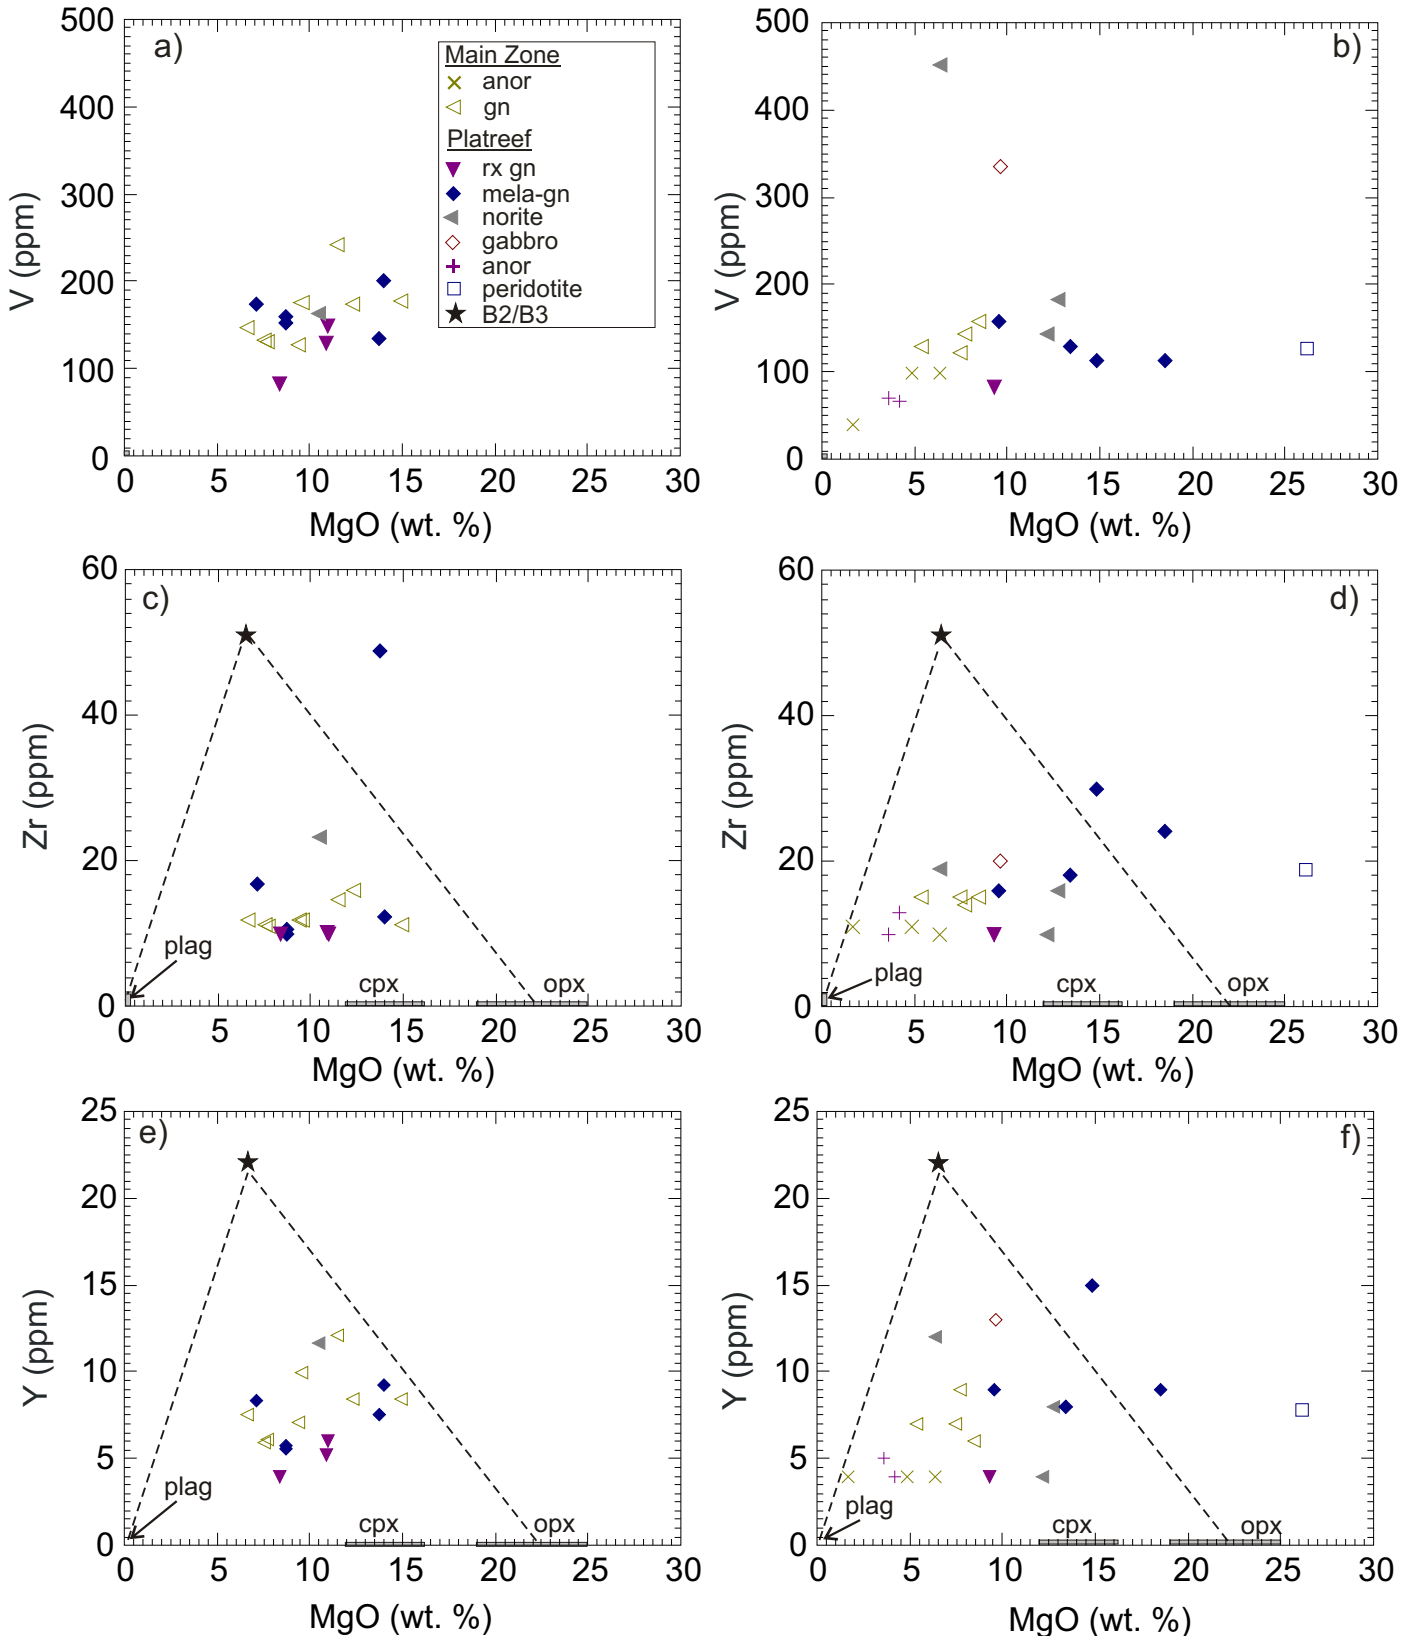 a)
500
400
300
200
100
0
V (ppm)
0 5 10 15 20 25 30
MgO (wt. %)
Main Zone
anor
gn
Platreef
rx gn
mela-gn
norite
gabbro
anor
peridotite
B2/B3
b)
500
400
300
200
100
0
V (ppm)
0 5 10 15 20 25 30
MgO (wt. %)
c)
60
40
20
0
Zr (ppm)
plag
cpx
opx
0 5 10 15 20 25 30
MgO (wt. %)
d)
60
40
20
0
Zr (ppm)
plag
cpx
opx
0 5 10 15 20 25 30
MgO (wt. %)
e)
25
20
15
10
5
0
Y (ppm)
plag
cpx
opx
0 5 10 15 20 25 30
MgO (wt. %)
f)
25
20
15
10
5
0
Y (ppm)
plag
cpx
opx
0 5 10 15 20 25 30
MgO (wt. %)